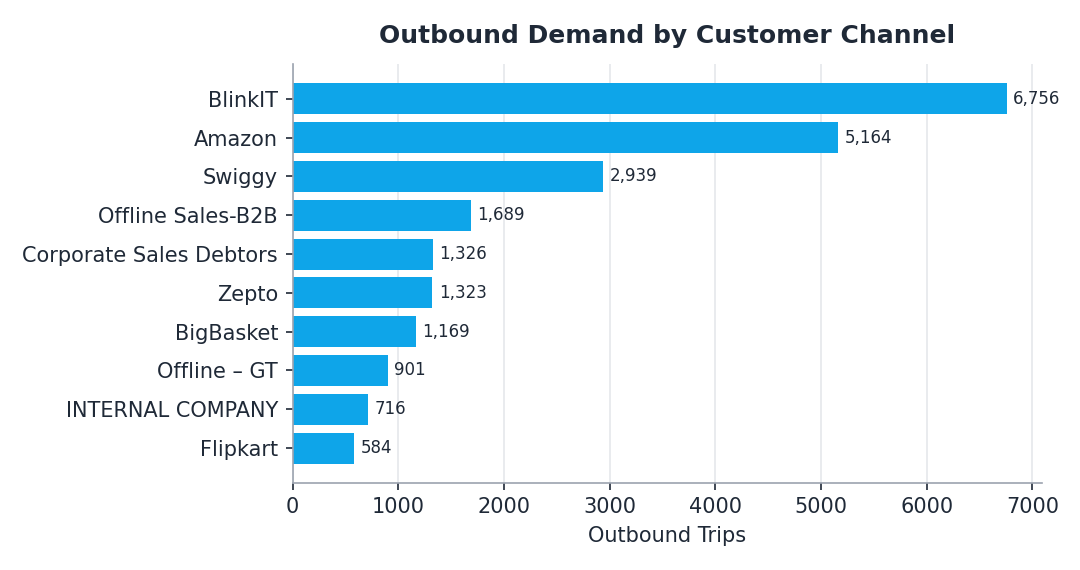 Outbound Demand by Customer Channel
BlinkIT 6,756
Amazon 5,164
Swiggy 2,939
Offline Sales-B2B 1,689
Corporate Sales Debtors 1,326
Zepto 1,323
BigBasket 1,169
Offline – GT 901
INTERNAL COMPANY 716
Flipkart 584
0 1000 2000 3000 4000 5000 6000 7000
Outbound Trips